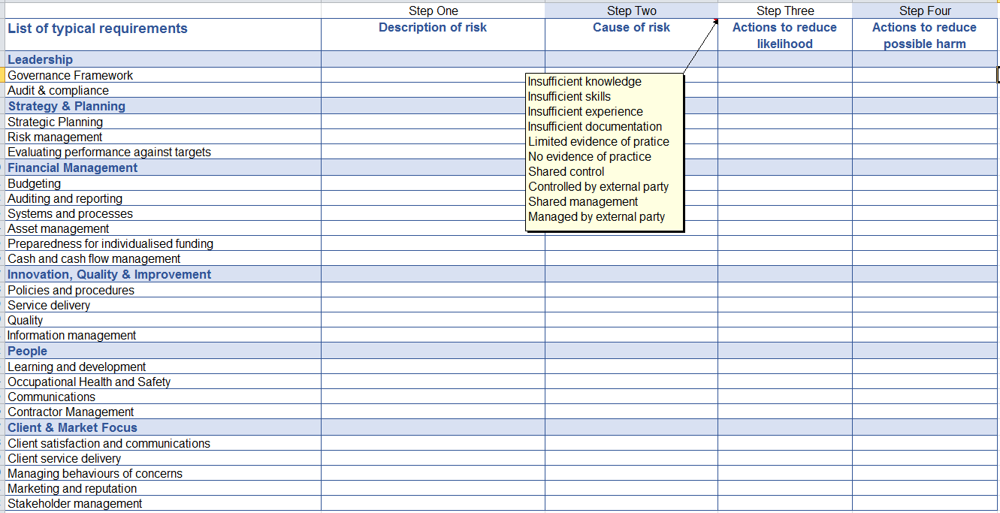 Step One Step Two Step Three Step Four
List of typical requirements Description of risk Cause of risk Actions to reduce Actions to reduce
likelihood possible harm
Leadership
Governance Framework
Audit & compliance
Strategy & Planning
Strategic Planning
Risk management
Evaluating performance against targets
Financial Management
Budgeting
Auditing and reporting
Systems and processes
Asset management
Preparedness for individualised funding
Cash and cash flow management
Innovation, Quality & Improvement
Policies and procedures
Service delivery
Quality
Information management
People
Learning and development
Occupational Health and Safety
Communications
Contractor Management
Client & Market Focus
Client satisfaction and communications
Client service delivery
Managing behaviours of concerns
Marketing and reputation
Stakeholder management
Insufficient knowledge
Insufficient skills
Insufficient experience
Insufficient documentation
Limited evidence of pratice
No evidence of practice
Shared control
Controlled by external party
Shared management
Managed by external party